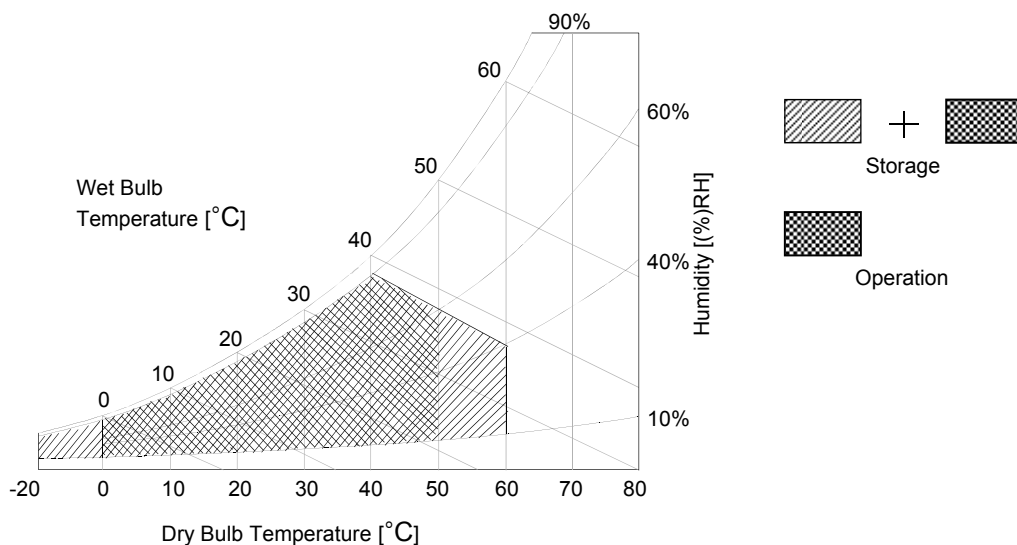 90%
60
60%
50
Wet Bulb
Temperature [°C]
Storage
40
40%
30
Humidity [(%)RH]
Operation
20
10
0
10%
-20 0 10 20 30 40 50 60 70 80
Dry Bulb Temperature [°C]